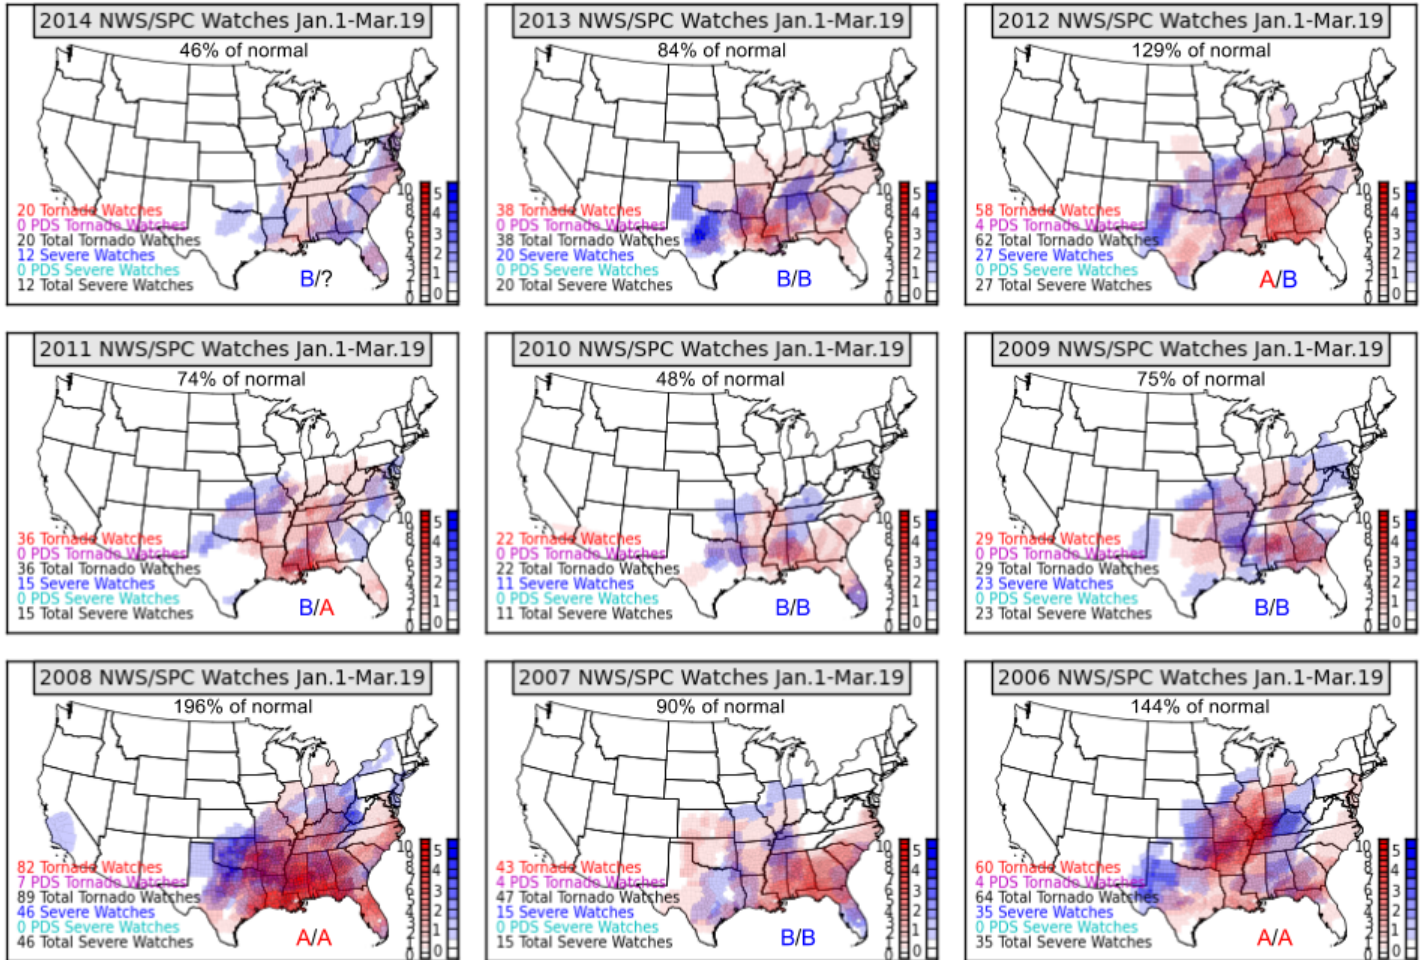 2014 NWS/SPC Watches Jan.1-Mar.19
46% of normal
20 Tornado Watches
0 PDS Tornado Watches
20 Total Tornado Watches
12 Severe Watches
0 PDS Severe Watches
12 Total Severe Watches
B/?
2013 NWS/SPC Watches Jan.1-Mar.19
84% of normal
38 Tornado Watches
0 PDS Tornado Watches
38 Total Tornado Watches
20 Severe Watches
0 PDS Severe Watches
20 Total Severe Watches
B/B
2012 NWS/SPC Watches Jan.1-Mar.19
129% of normal
58 Tornado Watches
4 PDS Tornado Watches
62 Total Tornado Watches
27 Severe Watches
0 PDS Severe Watches
27 Total Severe Watches
A/B
2011 NWS/SPC Watches Jan.1-Mar.19
74% of normal
36 Tornado Watches
0 PDS Tornado Watches
36 Total Tornado Watches
15 Severe Watches
0 PDS Severe Watches
15 Total Severe Watches
B/A
2010 NWS/SPC Watches Jan.1-Mar.19
48% of normal
22 Tornado Watches
0 PDS Tornado Watches
22 Total Tornado Watches
11 Severe Watches
0 PDS Severe Watches
11 Total Severe Watches
B/B
2009 NWS/SPC Watches Jan.1-Mar.19
75% of normal
29 Tornado Watches
0 PDS Tornado Watches
29 Total Tornado Watches
23 Severe Watches
0 PDS Severe Watches
23 Total Severe Watches
B/B
2008 NWS/SPC Watches Jan.1-Mar.19
196% of normal
82 Tornado Watches
7 PDS Tornado Watches
89 Total Tornado Watches
46 Severe Watches
0 PDS Severe Watches
46 Total Severe Watches
A/A
2007 NWS/SPC Watches Jan.1-Mar.19
90% of normal
43 Tornado Watches
4 PDS Tornado Watches
47 Total Tornado Watches
15 Severe Watches
0 PDS Severe Watches
15 Total Severe Watches
B/B
2006 NWS/SPC Watches Jan.1-Mar.19
144% of normal
60 Tornado Watches
4 PDS Tornado Watches
64 Total Tornado Watches
35 Severe Watches
0 PDS Severe Watches
35 Total Severe Watches
A/A